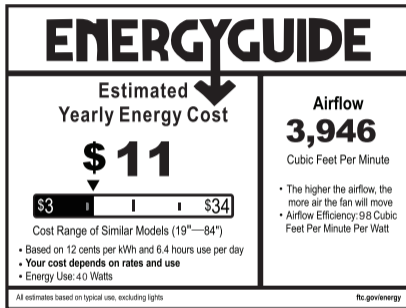 ENERGYGUIDE
Estimated
Yearly Energy Cost
$ 11
$3 $34
Cost Range of Similar Models (19"—84")
• Based on 12 cents per kWh and 6.4 hours use per day
• Your cost depends on rates and use
• Energy Use: 40 Watts
Airflow
3,946
Cubic Feet Per Minute
• The higher the airflow, the
more air the fan will move
• Airflow Efficiency: 98 Cubic
Feet Per Minute Per Watt
All estimates based on typical use, excluding lights
ftc.gov/energy